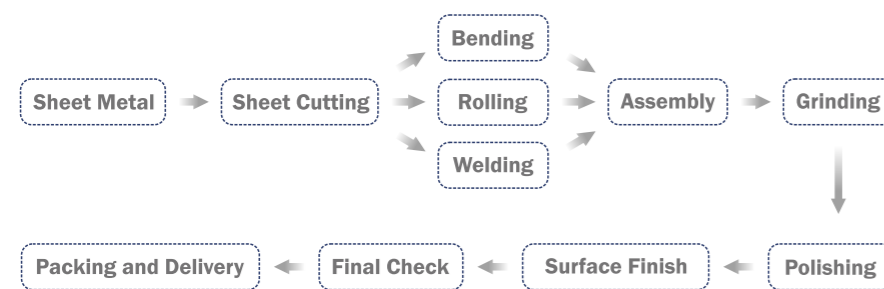 Sheet Metal
Sheet Cutting
Bending
Rolling
Welding
Assembly
Grinding
Polishing
Surface Finish
Final Check
Packing and Delivery